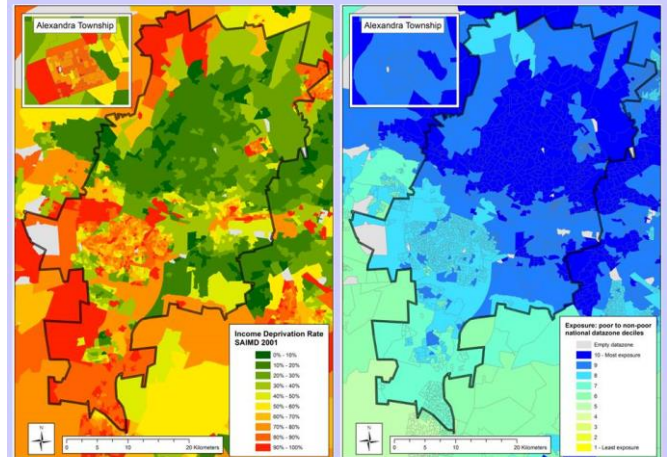 Alexandra Township
Income Deprivation Rate
SAIMD 2001
0% - 10%
10% - 20%
20% - 30%
30% - 40%
40% - 50%
50% - 60%
60% - 70%
70% - 80%
80% - 90%
90% - 100%
N
0 5 10 20 Kilometers
Alexandra Township
Exposure: poor to non-poor
national datazone deciles
Empty datazone
10 - Most exposure
9
8
7
6
5
4
3
2
1 - Least exposure
N
0 5 10 20 Kilometers